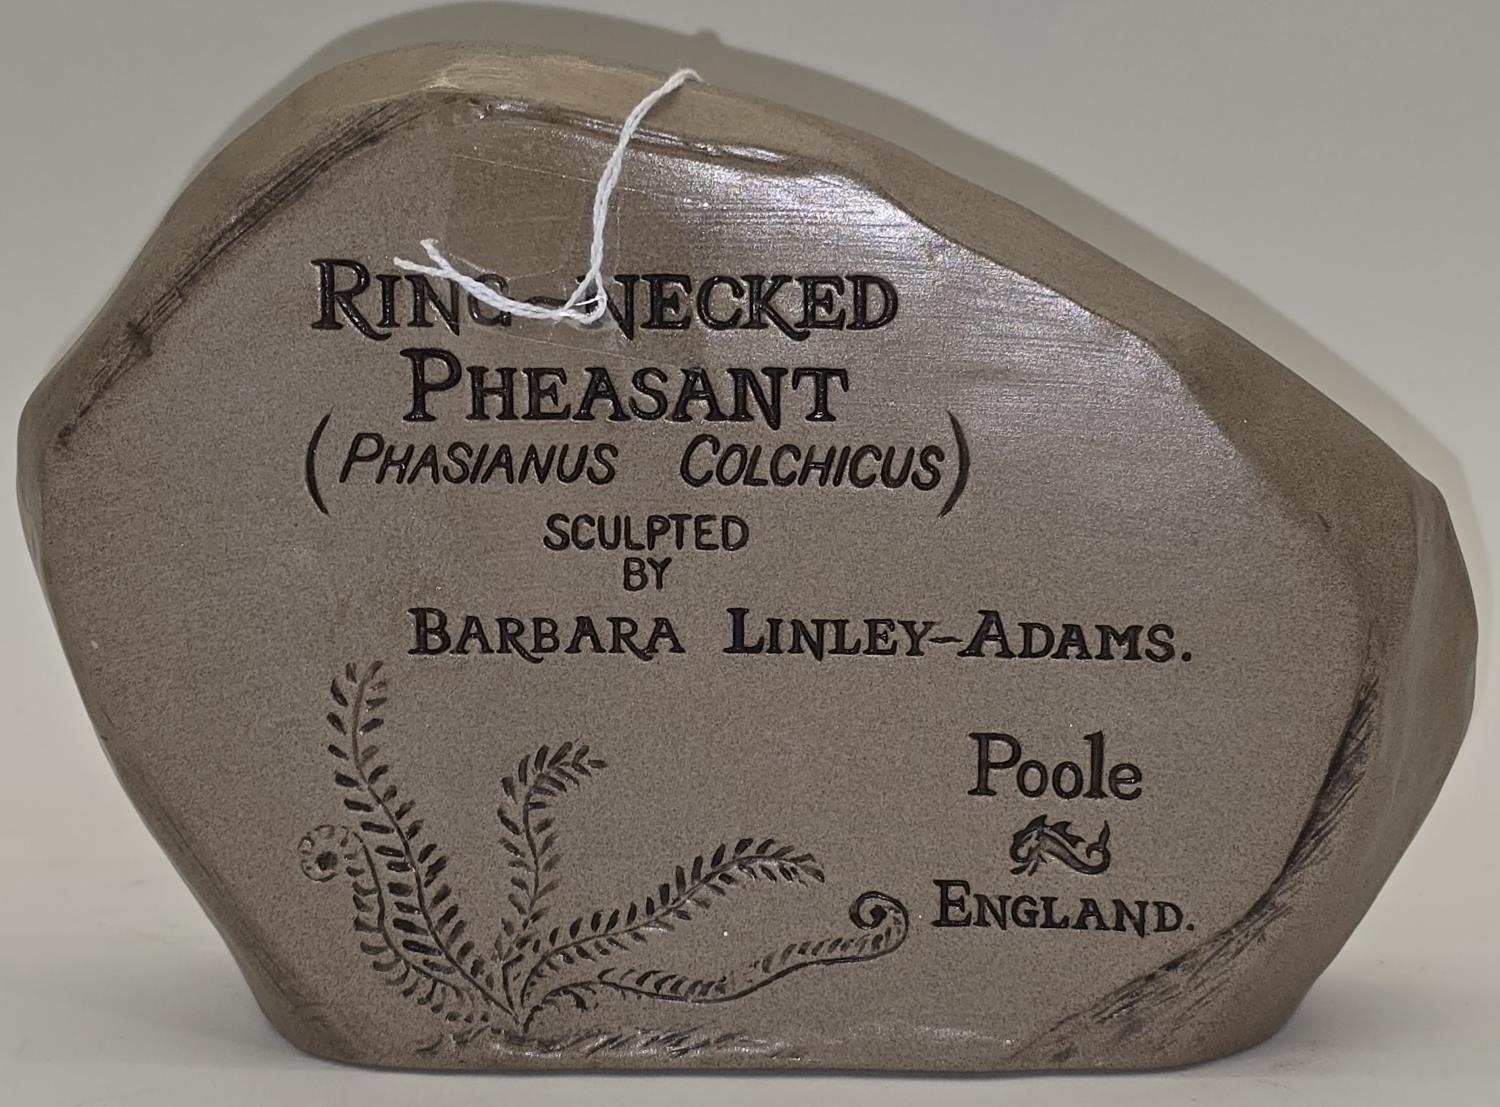 RING-NECKED
PHEASANT
(PHASIANUS COLCHICUS)
SCULPTED
BY
BARBARA LINLEY-ADAMS.
Poole
ENGLAND.